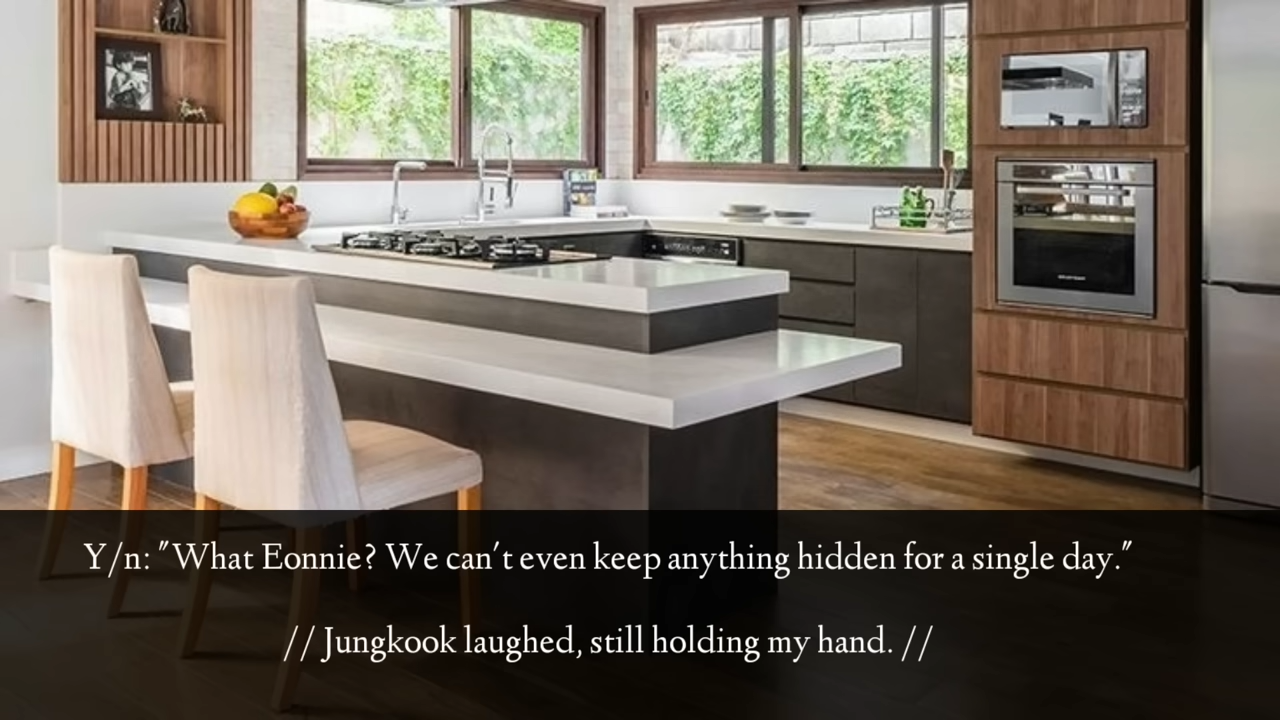 Y/n: "What Eonnie? We can't even keep anything hidden for a single day."
// Jungkook laughed, still holding my hand. //